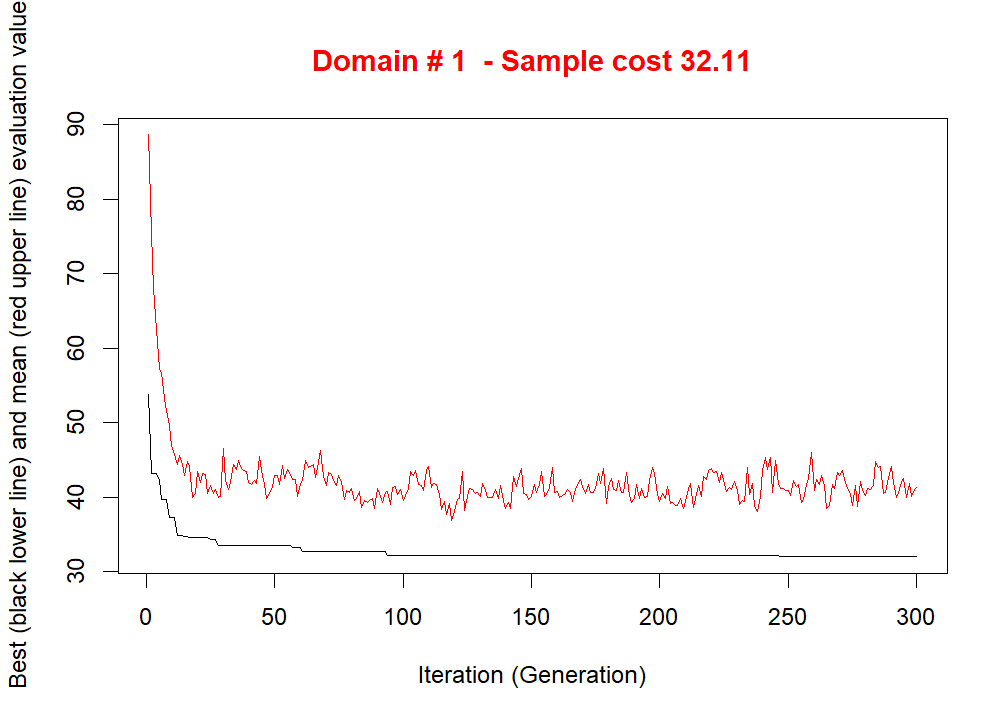 Domain # 1  - Sample cost 32.11
Best (black lower line) and mean (red upper line) evaluation value
90
80
70
60
50
40
30
0 50 100 150 200 250 300
Iteration (Generation)